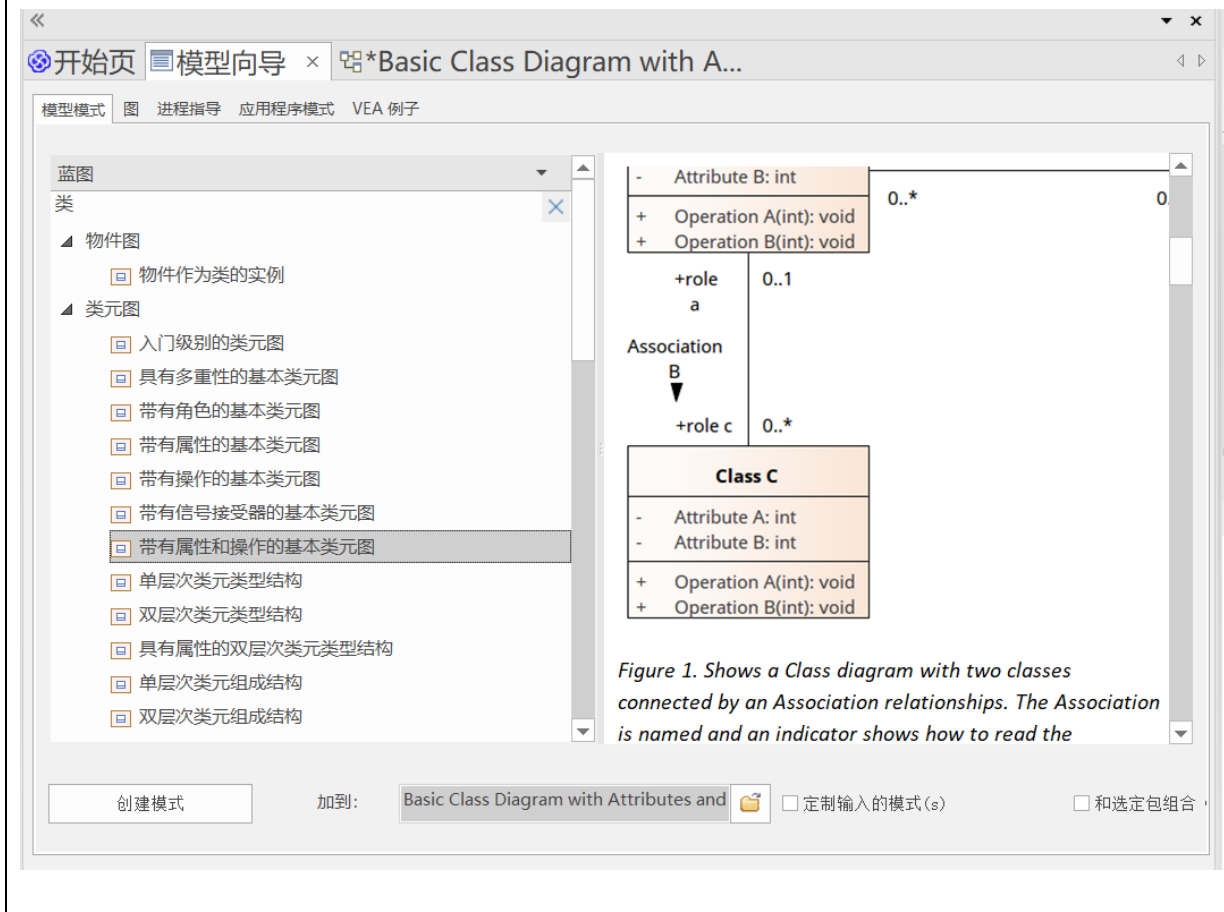 开始页 模型向导 × *Basic Class Diagram with A...
模型模式 图 进程指导 应用程序模式 VEA 例子
蓝图
类
物件图
物件作为类的实例
类元图
入门级别的类元图
具有多重性的基本类元图
带有角色的基本类元图
带有属性的基本类元图
带有操作的基本类元图
带有信号接受器的基本类元图
带有属性和操作的基本类元图
单层次类元类型结构
双层次类元类型结构
具有属性的双层次类元类型结构
单层次类元组成结构
双层次类元组成结构
- Attribute B: int
+ Operation A(int): void
+ Operation B(int): void
0..* 0.
+role
a
0..1
Association
B
+role c 0..*
Class C
- Attribute A: int
- Attribute B: int
+ Operation A(int): void
+ Operation B(int): void
Figure 1. Shows a Class diagram with two classes
connected by an Association relationships. The Association
is named and an indicator shows how to read the
创建模式 加到: Basic Class Diagram with Attributes and 定制输入的模式(s) 和选定包组合